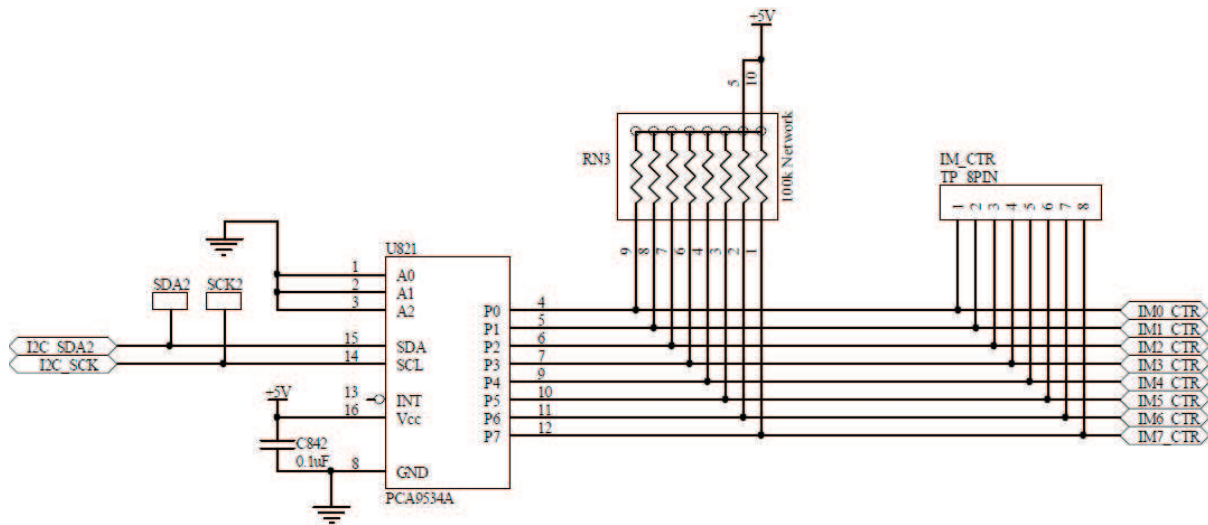 +5V
5
10
RN3
100k Network
IM_CTR
TP_8PIN
1 2 3 4 5 6 7 8
9 8 7 6 4 3 2 1
U821
1 A0
2 A1
3 A2
SDA2
SCK2
P0 4
P1 5
P2 6
P3 7
P4 9
P5 10
P6 11
P7 12
IM0_CTR
IM1_CTR
IM2_CTR
IM3_CTR
IM4_CTR
IM5_CTR
IM6_CTR
IM7_CTR
I2C_SDA2
15 SDA
I2C_SCK
14 SCL
13 INT
+5V
16 Vcc
C842
0.1uF
8 GND
PCA9534A